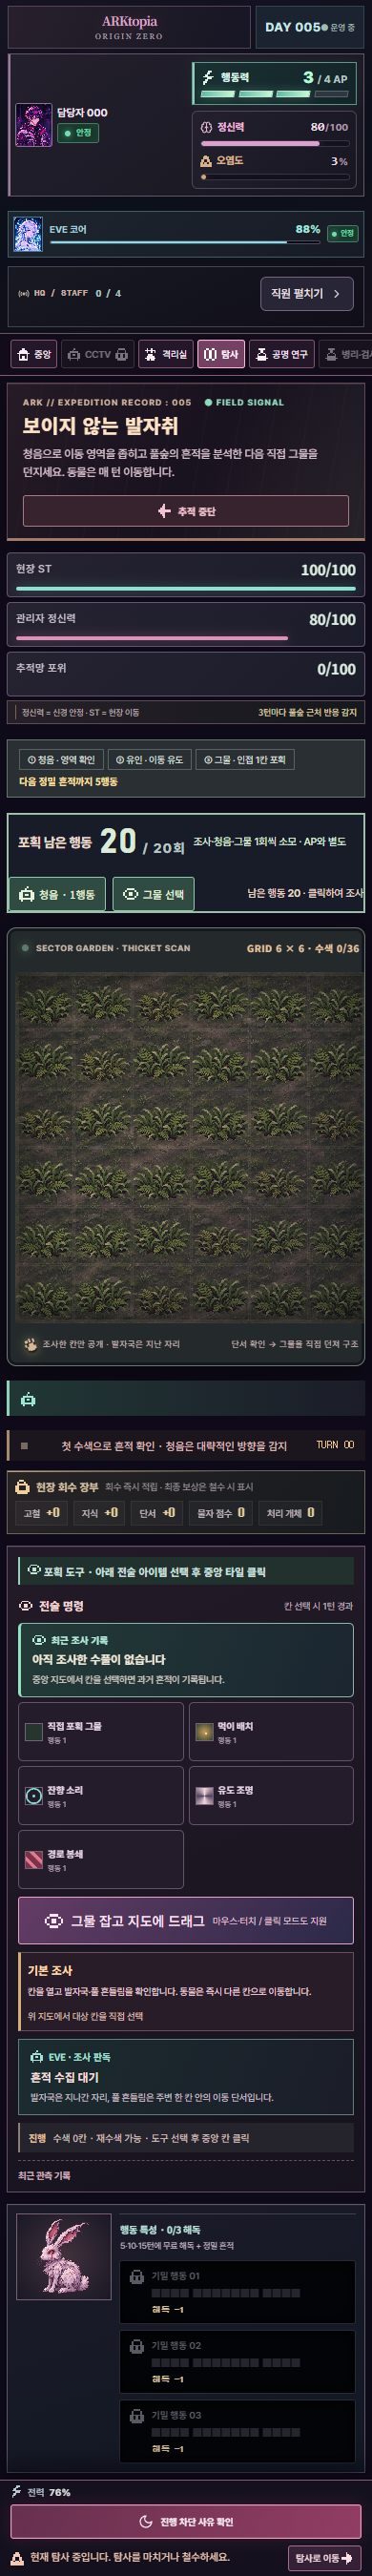 ARKtopia
ORIGIN ZERO
DAY 005 운영 중
담당자 000
안정
행동력 3 / 4 AP
정신력 80/100
오염도 3%
EVE 코어 88% 안정
HQ / STAFF 0 / 4
직원 펼치기
중앙 CCTV 격리실 탐사 공명 연구 병리·검사
ARK // EXPEDITION RECORD : 005 FIELD SIGNAL
보이지 않는 발자취
청음으로 이동 영역을 좁히고 풀숲의 흔적을 분석한 다음 직접 그물을
던지세요. 동물은 매 턴 이동합니다.
추적 중단
현장 ST 100/100
관리자 정신력 80/100
추적망 포위 0/100
정신력 = 신경 안정 · ST = 현장 이동 3턴마다 풀숲 근처 반응 감지
① 청음 · 영역 확인 ② 유인 · 이동 유도 ③ 그물 · 인접 1칸 포획
다음 정밀 흔적까지 5행동
포획 남은 행동 20 / 20회 조사·청음·그물 1회씩 소모 · AP와 별도
청음 · 1행동 그물 선택 남은 행동 20 · 클릭하여 조사
SECTOR GARDEN · THICKET SCAN GRID 6 × 6 · 수색 0/36
조사한 칸만 공개 · 발자국은 지난 자리 단서 확인 → 그물을 직접 던져 구조
첫 수색으로 흔적 확인 · 청음은 대략적인 방향을 감지 TURN 00
현장 회수 장부 회수 즉시 적립 · 최종 보상은 철수 시 표시
고철 +0 지식 +0 단서 +0 물자 점수 0 처리 개체 0
포획 도구 · 아래 전술 아이템 선택 후 중앙 타일 클릭
전술 명령 칸 선택 시 1턴 경과
최근 조사 기록
아직 조사한 수풀이 없습니다
중앙 지도에서 칸을 선택하면 과거 흔적이 기록됩니다.
직접 포획 그물
행동 1
먹이 배치
행동 1
잔향 소리
행동 1
유도 조명
행동 1
경로 봉쇄
행동 1
그물 잡고 지도에 드래그 마우스·터치 / 클릭 모드도 지원
기본 조사
칸을 열고 발자국·풀 흔들림을 확인합니다. 동물은 즉시 다른 칸으로 이동합니다.
위 지도에서 대상 칸을 직접 선택
EVE · 조사 판독
흔적 수집 대기
발자국은 지나간 자리, 풀 흔들림은 주변 한 칸 안의 이동 단서입니다.
진행 수색 0칸 · 재수색 가능 · 도구 선택 후 중앙 칸 클릭
최근 관측 기록
행동 특성 · 0/3 해독
5·10·15턴에 무료 해독 + 정밀 흔적
기밀 행동 01
해독 -1
기밀 행동 02
해독 -1
기밀 행동 03
해독 -1
전력 76%
진행 차단 사유 확인
현재 탐사 중입니다. 탐사를 마치거나 철수하세요. 탐사로 이동